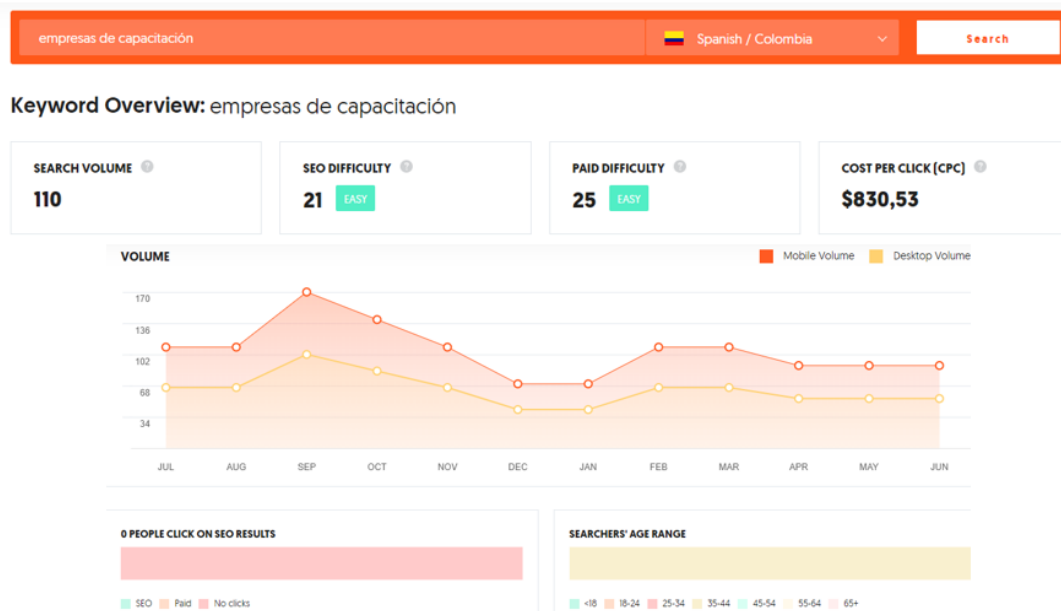 empresas de capacitación
Spanish / Colombia
Search
Keyword Overview: empresas de capacitación
SEARCH VOLUME ?
110
SEO DIFFICULTY ?
21 EASY
PAID DIFFICULTY ?
25 EASY
COST PER CLICK (CPC) ?
$830,53
VOLUME
Mobile Volume Desktop Volume
170
136
102
68
34
JUL AUG SEP OCT NOV DEC JAN FEB MAR APR MAY JUN
0 PEOPLE CLICK ON SEO RESULTS
SEO Paid No clicks
SEARCHERS' AGE RANGE
<18 18-24 25-34 35-44 45-54 55-64 65+